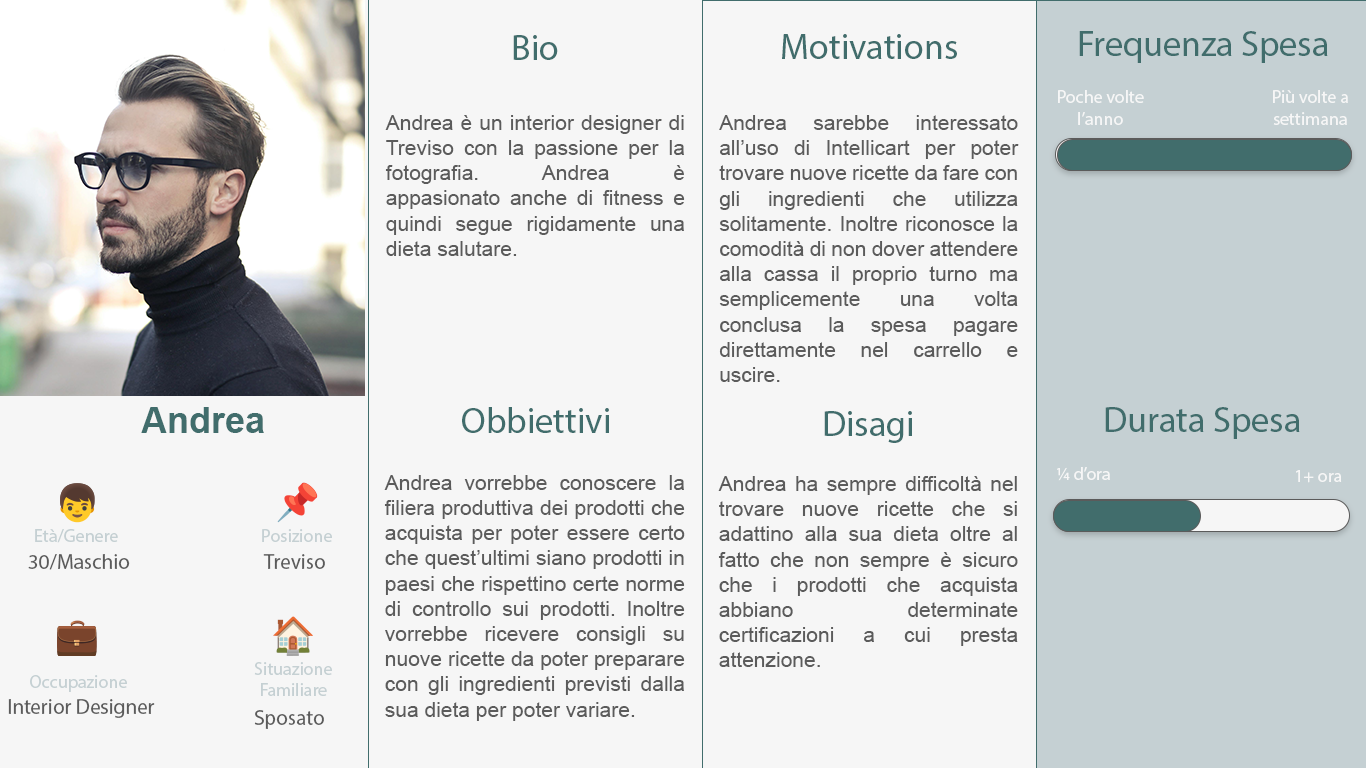 Andrea
Età/Genere
30/Maschio
Posizione
Treviso
Occupazione
Interior Designer
Situazione
Familiare
Sposato
Bio
Andrea è un interior designer di
Treviso con la passione per la
fotografia. Andrea è
appasionato anche di fitness e
quindi segue rigidamente una
dieta salutare.
Obbiettivi
Andrea vorrebbe conoscere la
filiera produttiva dei prodotti che
acquista per poter essere certo
che quest’ultimi siano prodotti in
paesi che rispettino certe norme
di controllo sui prodotti. Inoltre
vorrebbe ricevere consigli su
nuove ricette da poter preparare
con gli ingredienti previsti dalla
sua dieta per poter variare.
Motivations
Andrea sarebbe interessato
all’uso di Intellicart per poter
trovare nuove ricette da fare con
gli ingredienti che utilizza
solitamente. Inoltre riconosce la
comodità di non dover attendere
alla cassa il proprio turno ma
semplicemente una volta
conclusa la spesa pagare
direttamente nel carrello e
uscire.
Disagi
Andrea ha sempre difficoltà nel
trovare nuove ricette che si
adattino alla sua dieta oltre al
fatto che non sempre è sicuro
che i prodotti che acquista
abbiano determinate
certificazioni a cui presta
attenzione.
Frequenza Spesa
Poche volte
l’anno
Più volte a
settimana
Durata Spesa
¼ d’ora
1+ ora